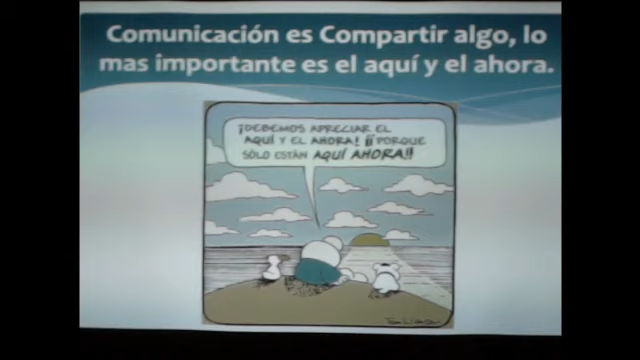 Comunicación es Compartir algo, lo
mas importante es el aquí y el ahora.
¡DEBEMOS APRECIAR EL
AQUÍ Y EL AHORA! ¡¡PORQUE
SÓLO ESTÁN AQUÍ AHORA!!